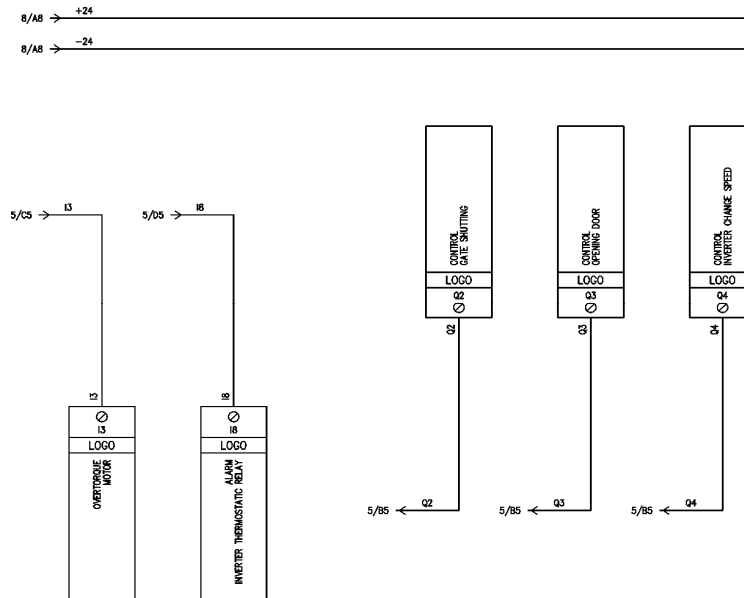 8/A8 +24
8/A8 -24
5/C5 I3
5/D5 I8
CONTROL
GATE SHUTTING
LOGO
Q2
Q2
CONTROL
OPENING DOOR
LOGO
Q3
Q3
CONTROL
INVERTER CHANGE SPEED
LOGO
Q4
Q4
I3
I3
LOGO
OVERTORQUE
MOTOR
I8
I8
LOGO
ALARM
INVERTER THERMOSTATIC RELAY
5/B5 Q2
5/B5 Q3
5/B5 Q4